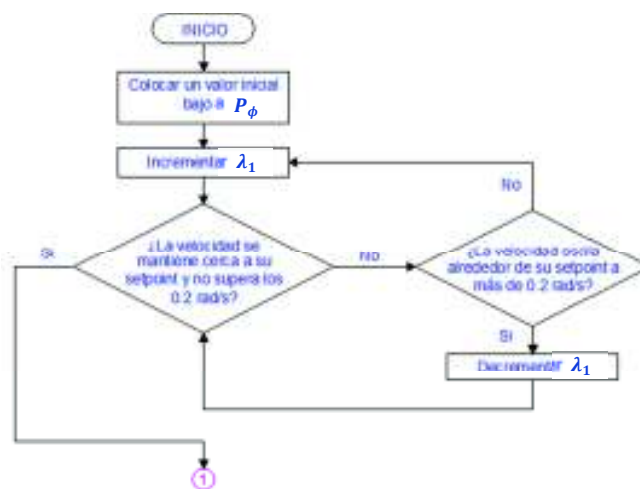 INICIO
Colocar un valor inicial
bajo a P_ϕ
Incrementar λ₁
No
Si
¿La velocidad se
mantiene cerca a su
setpoint y no supera los
0.2 rad/s?
No
¿La velocidad oscila
alrededor de su setpoint a
más de 0.2 rad/s?
Si
Decrementar λ₁
1